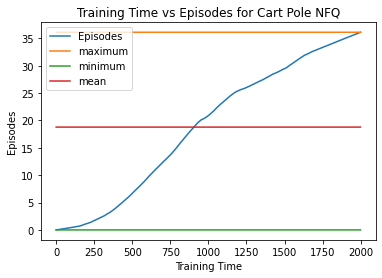 Training Time vs Episodes for Cart Pole NFQ
Episodes
maximum
minimum
mean
Episodes
35
30
25
20
15
10
5
0
0 250 500 750 1000 1250 1500 1750 2000
Training Time